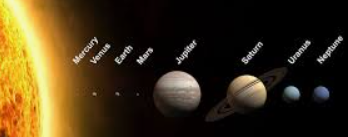 Mercury
Venus
Earth
Mars
Jupiter
Saturn
Uranus
Neptune